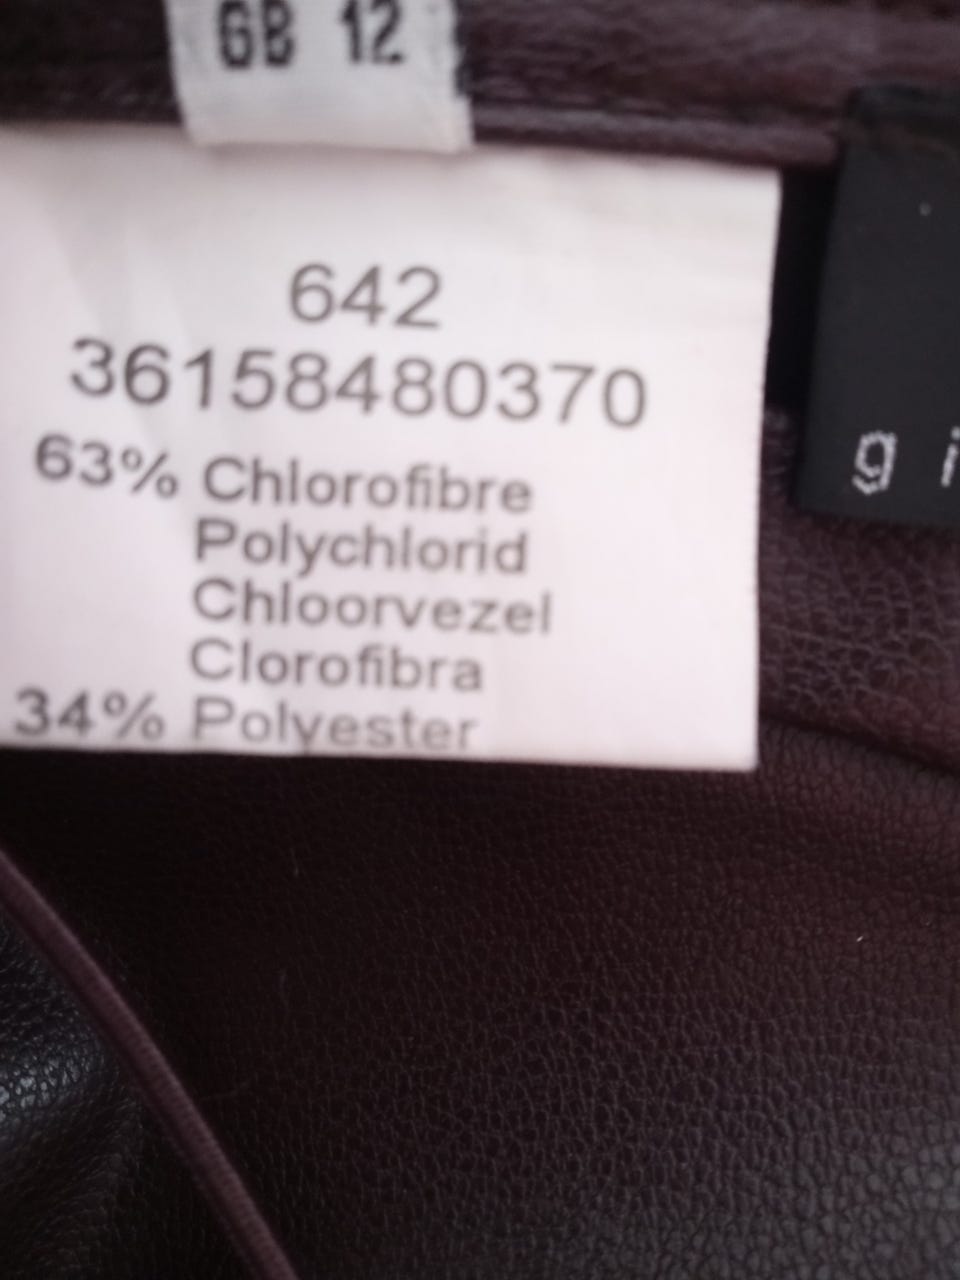 GB 12
642
36158480370
63% Chlorofibre
Polychlorid
Chloorvezel
Clorofibra
34% Polyester
g i